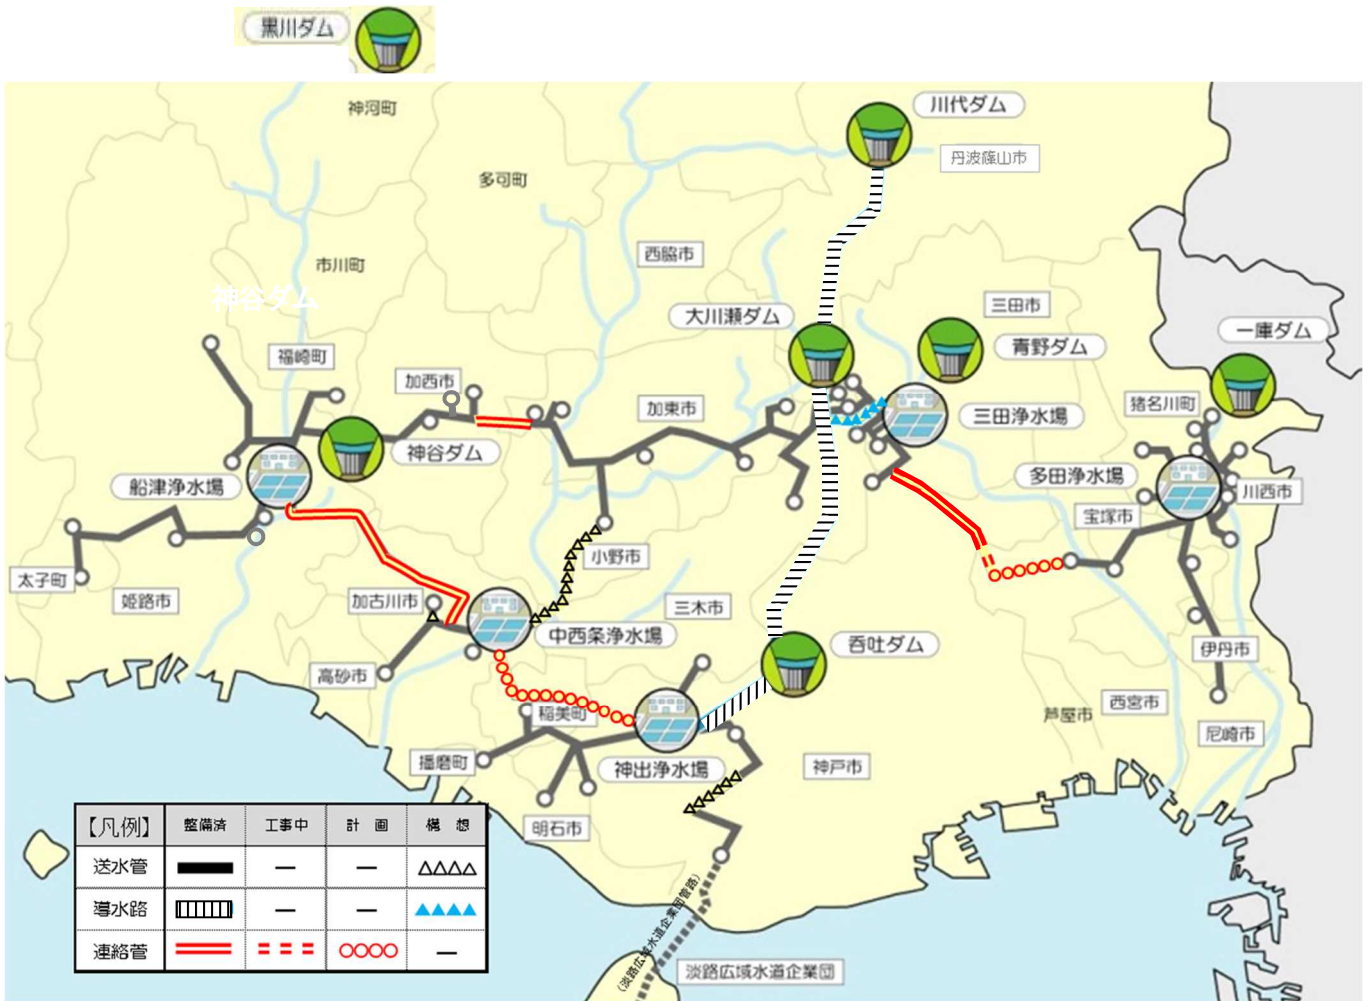 黒川ダム
神河町
川代ダム
丹波篠山市
多可町
西脇市
市川町
神谷ダム
大川瀬ダム
三田市
青野ダム
一庫ダム
福崎町
加西市
加東市
猪名川町
三田浄水場
神谷ダム
船津浄水場
多田浄水場
川西市
宝塚市
小野市
太子町
姫路市
加古川市
三木市
中西条浄水場
呑吐ダム
伊丹市
高砂市
稲美町
西宮市
芦屋市
尼崎市
播磨町
神出浄水場
神戸市
明石市
【凡例】 整備済 工事中 計画 構想
送水管 — —
導水路 — —
連絡管 —
(淡路広域水道企業団管路)
淡路広域水道企業団